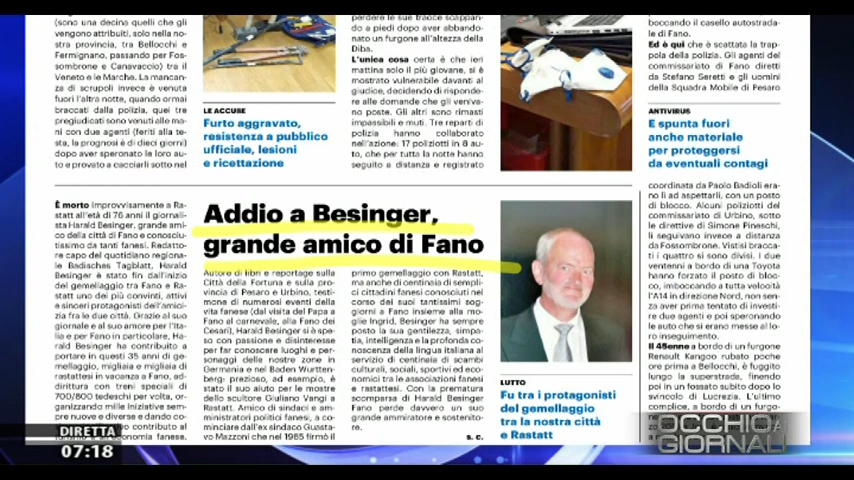 (sono una decina quelli che gli
vengono attribuiti, solo nella
nostra provincia, tra Bellocchi e
Fermignano, passando per Fos-
sombrone e Canavaccio) tra il
Veneto e le Marche. La mancan-
za di scrupoli invece è venuta
fuori l'altra notte, quando ormai
braccati dalla polizia, quei tre
pregiudicati sono venuti alle ma-
ni con due agenti (feriti alla te-
sta, la prognosi è di dieci giorni)
dopo aver speronato le loro au-
to e provato a cacciarli sotto nel
LE ACCUSE
Furto aggravato,
resistenza a pubblico
ufficiale, lesioni
e ricettazione
perdere le sue tracce scappan-
do a piedi dopo aver abbando-
nato un furgone all'altezza della
Diba.
L'unica cosa certa è che ieri
mattina solo il più giovane, si è
mostrato vulnerabile davanti al
giudice, decidendo di risponde-
re alle domande che gli veniva-
no poste. Gli altri sono rimasti
impassibili e muti. Tre reparti di
polizia hanno collaborato
nell'azione: 17 poliziotti in 8 au-
to, che per tutta la notte hanno
seguito a distanza e registrato
boccando il casello autostrada-
le di Fano.
Ed è qui che è scattata la trap-
pola della polizia. Gli agenti del
commissariato di Fano diretti
da Stefano Seretti e gli uomini
della Squadra Mobile di Pesaro
ANTIVIRUS
E spunta fuori
anche materiale
per proteggersi
da eventuali contagi
coordinata da Paolo Badioli era-
no lì ad aspettarli, con un posto
di blocco. Alcuni poliziotti del
commissariato di Urbino, sotto
le direttive di Simone Pineschi,
li seguivano invece a distanza
da Fossombrone. Vistisi bracca-
ti i quattro si sono divisi. I due
ventenni a bordo di una Toyota
hanno forzato il posto di bloc-
co, imboccando a tutta velocità
l'A14 in direzione Nord, non sen-
za aver prima tentato di investi-
re due agenti e poi speronando
le auto che si erano messe al lo-
ro inseguimento.
Il 45enne a bordo di un furgone
Renault Kangoo rubato poche
ore prima a Bellocchi, è fuggito
lungo la superstrada, finendo
poi in un fossato subito dopo lo
svincolo di Lucrezia. L'ultimo
complice, a bordo di un furgo-
Addio a Besinger,
grande amico di Fano
È morto improvvisamente a Ra-
statt all'età di 76 anni il giornali-
sta Harald Besinger, grande ami-
co della città di Fano e conosciu-
tissimo da tanti fanesi. Redatto-
re capo del quotidiano regiona-
le Badisches Tagblatt, Harald
Besinger è stato fin dall'inizio
del gemellaggio tra Fano e Ra-
statt uno dei più convinti, attivi
e sinceri protagonisti dell'amici-
zia fra le due città. Grazie al suo
giornale e al suo amore per l'Ita-
lia e per Fano in particolare, Ha-
rald Besinger ha contribuito a
portare in questi 35 anni di ge-
mellaggio, migliaia e migliaia di
rastattesi in vacanza a Fano, ad-
dirittura con treni speciali di
700/800 tedeschi per volta, or-
ganizzando mille iniziative sem-
pre nuove e diverse e dando co-
contributo al
economia fanese.
Autore di libri e reportage sulla
Città della Fortuna e sulla pro-
vincia di Pesaro e Urbino, testi-
mone di numerosi eventi della
vita fanese (dal visita del Papa a
Fano al carnevale, alla Fano dei
Cesari), Harald Besinger si è spe-
so con passione e disinteresse
per far conoscere luoghi e per-
sonaggi delle nostre zone in
Germania e nel Baden Wurtten-
berg: prezioso, ad esempio, è
stato il suo aiuto per le mostre
dello scultore Giuliano Vangi a
Rastatt. Amico di sindaci e am-
ministratori politici fanesi, a co-
minciare dall'ex sindaco Gusta-
vo Mazzoni che nel 1985 firmò il
primo gemellaggio con Rastatt,
ma anche di centinaia di sempli-
ci cittadini fanesi conosciuti nel
corso dei suoi tantissimi sog-
giorni a Fano insieme alla mo-
glie Ingrid, Besinger ha sempre
posto la sua gentilezza, simpa-
tia, intelligenza e la profonda co-
noscenza della lingua italiana al
servizio di centinaia di scambi
culturali, sociali, sportivi ed eco-
nomici tra le associazioni fanesi
e rastattesi. Con la prematura
scomparsa di Harald Besinger
Fano perde davvero un suo
grande ammiratore e sostenito-
re.
S. C.
LUTTO
Fu tra i protagonisti
del gemellaggio
tra la nostra città
e Rastatt
DIRETTA
07:18
OCCHIO AI
GIORNALI